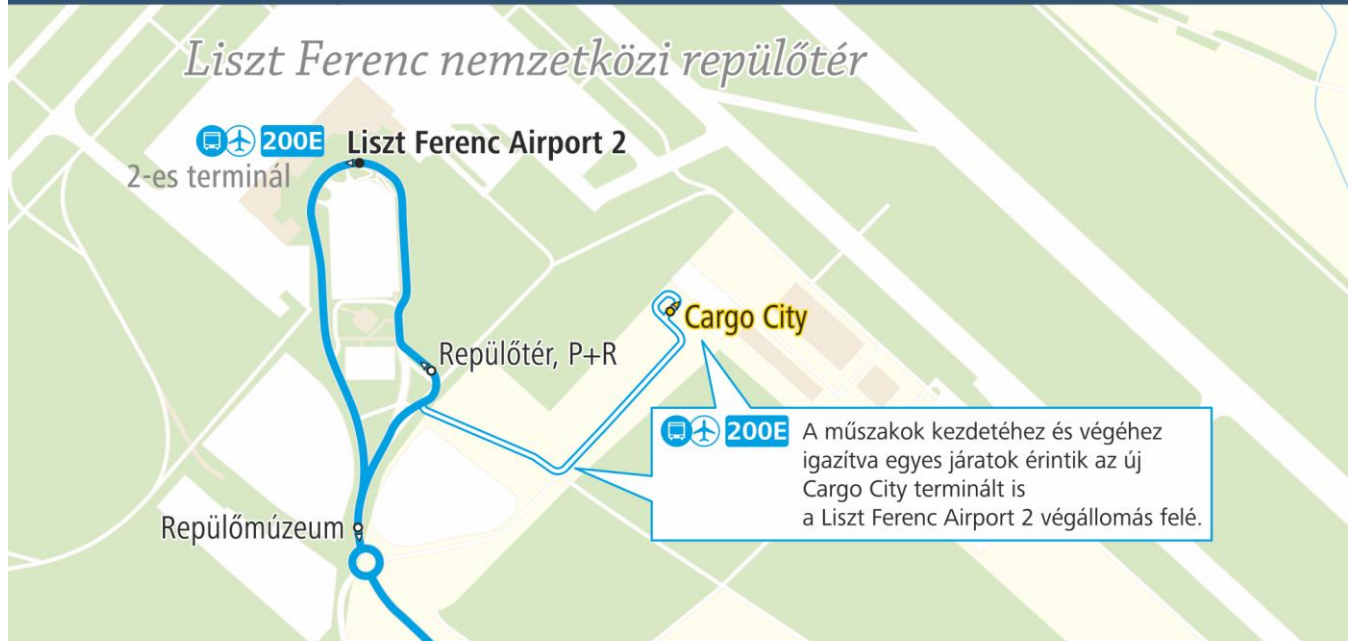 Liszt Ferenc nemzetközi repülőtér
200E Liszt Ferenc Airport 2
2-es terminál
Cargo City
Repülőtér, P+R
200E A műszakok kezdetéhez és végéhez
igazítva egyes járatok érintik az új
Cargo City terminált is
a Liszt Ferenc Airport 2 végállomás felé.
Repülőmúzeum